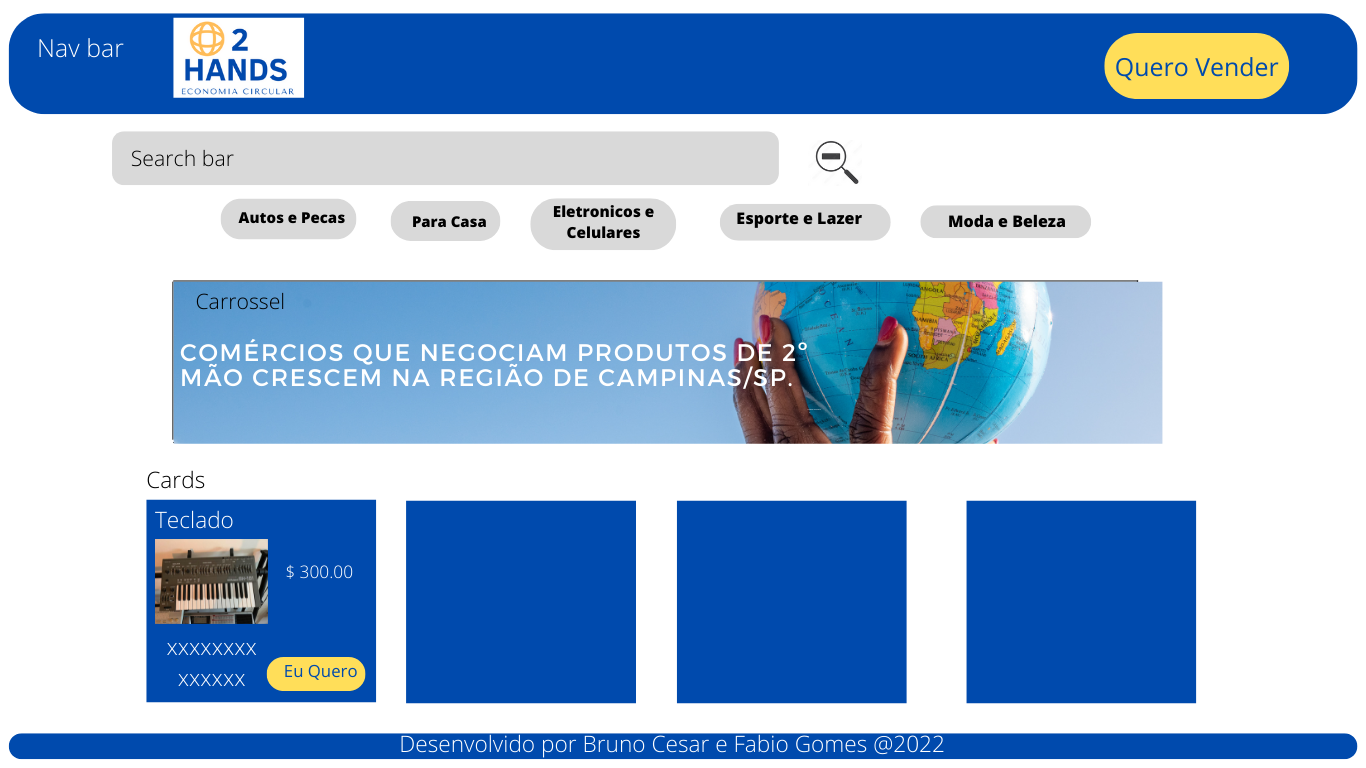 Nav bar
2
HANDS
ECONOMIA CIRCULAR
Quero Vender
Search bar
Autos e Pecas
Para Casa
Eletronicos e
Celulares
Esporte e Lazer
Moda e Beleza
Carrossel
COMÉRCIOS QUE NEGOCIAM PRODUTOS DE 2º
MÃO CRESCEM NA REGIÃO DE CAMPINAS/SP.
ANGOLA
Cards
Teclado
$ 300.00
XXXXXXXX
XXXXXX
Eu Quero
Desenvolvido por Bruno Cesar e Fabio Gomes @2022